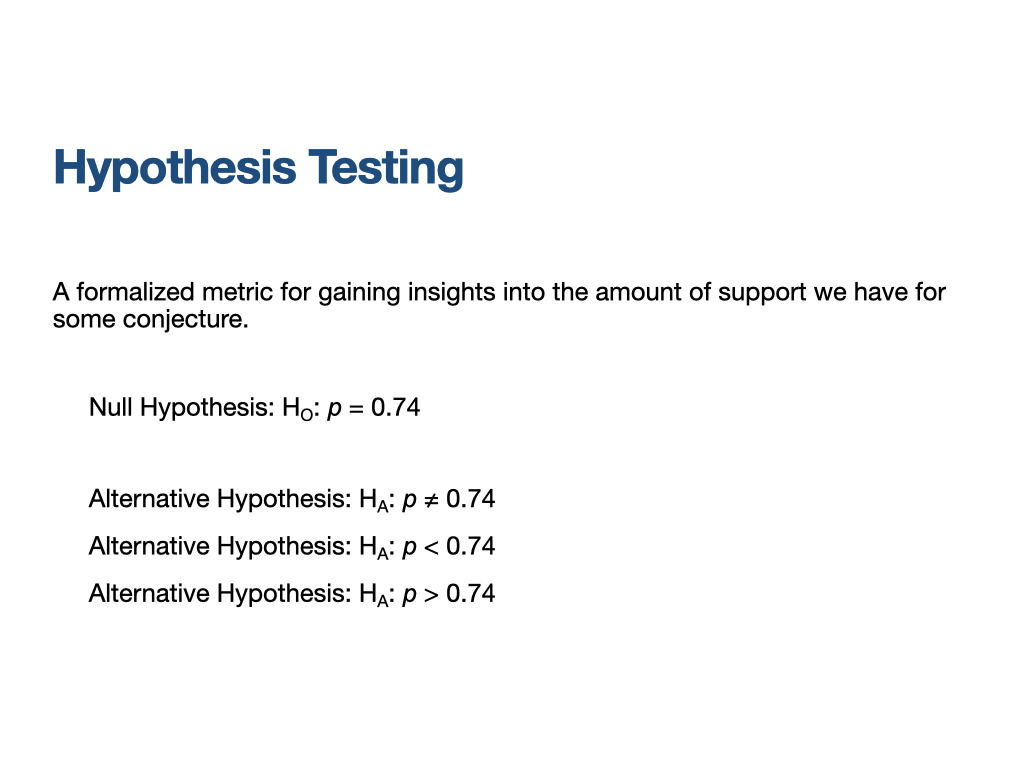 Hypothesis Testing
A formalized metric for gaining insights into the amount of support we have for
some conjecture.
Null Hypothesis: H_O: p = 0.74
Alternative Hypothesis: H_A: p ≠ 0.74
Alternative Hypothesis: H_A: p < 0.74
Alternative Hypothesis: H_A: p > 0.74